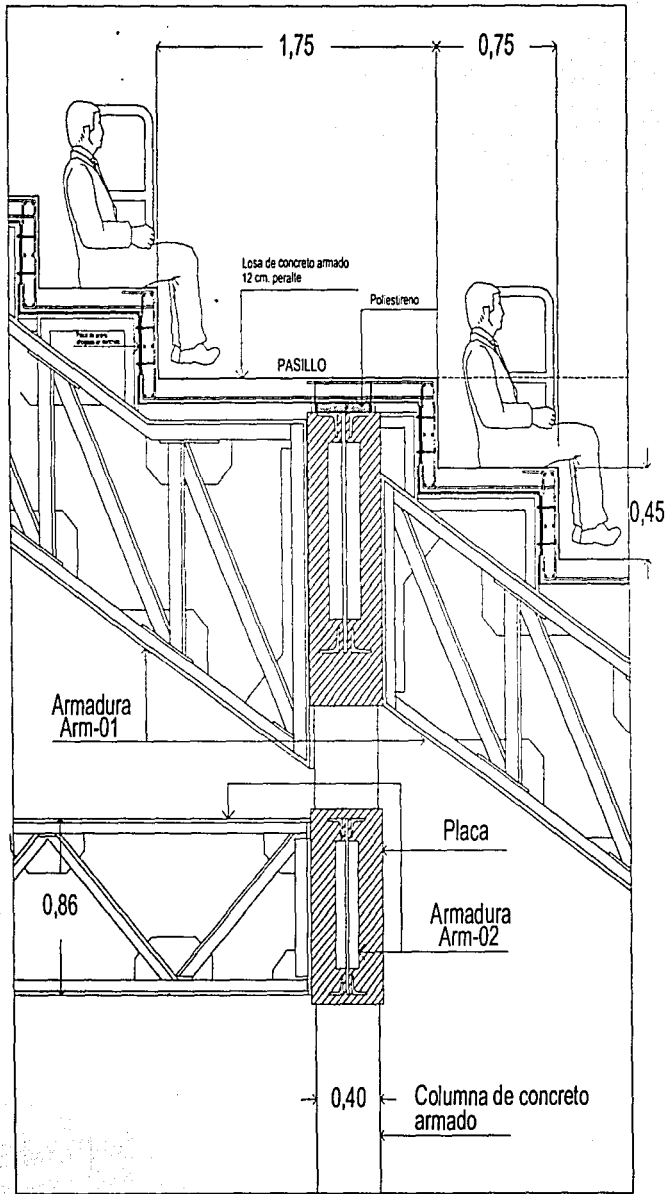 1,75
0,75
Losa de concreto armado
12 cm. peralte
Poliestireno
PASILLO
0,45
Armadura
Arm-01
Placa
0,86
Armadura
Arm-02
0,40
Columna de concreto
armado